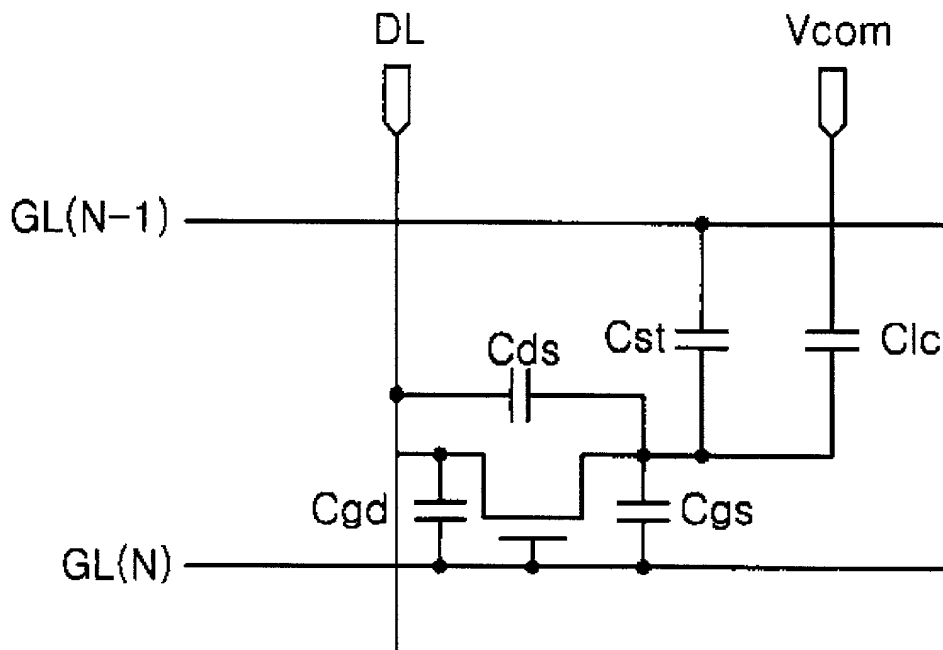 DL
Vcom
GL(N-1)
Cst
Clc
Cds
Cgd
Cgs
GL(N)